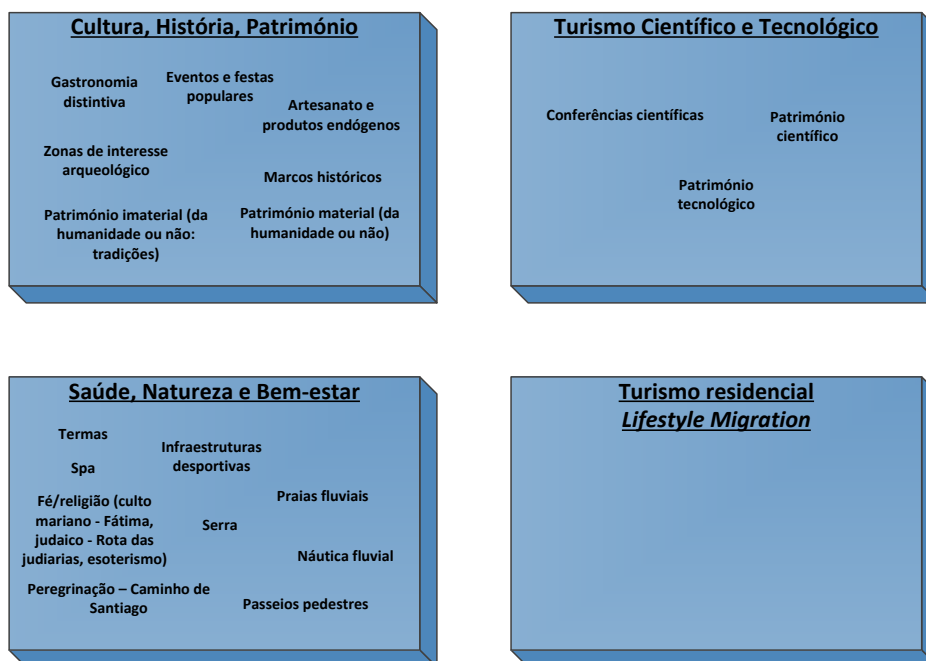 Cultura, História, Património
Gastronomia
distintiva
Eventos e festas
populares
Artesanato e
produtos endógenos
Zonas de interesse
arqueológico
Marcos históricos
Património imaterial (da
humanidade ou não:
tradições)
Património material (da
humanidade ou não)
Turismo Científico e Tecnológico
Conferências científicas
Património
científico
Património
tecnológico
Saúde, Natureza e Bem-estar
Termas
Infraestruturas
desportivas
Spa
Praias fluviais
Fé/religião (culto
mariano - Fátima,
judaico - Rota das
judiarias, esoterismo)
Serra
Náutica fluvial
Peregrinação – Caminho de
Santiago
Passeios pedestres
Turismo residencial
Lifestyle Migration